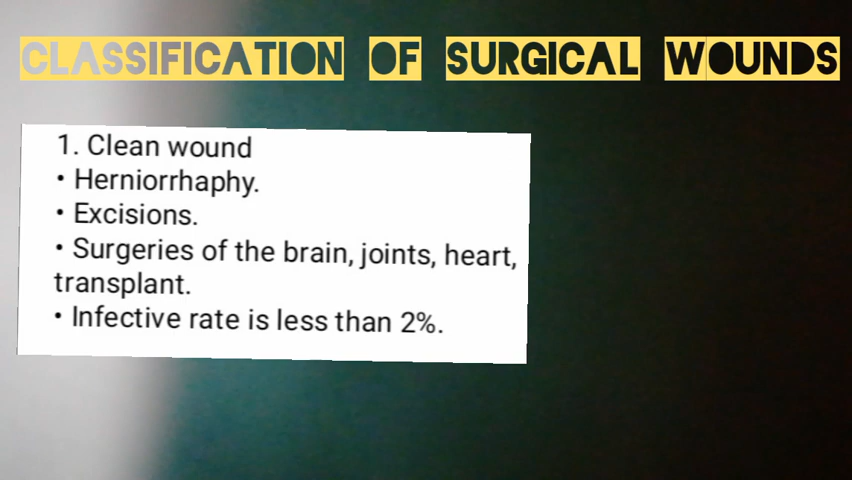 CLASSIFICATION OF SURGICAL WOUNDS
1. Clean wound
• Herniorrhaphy.
• Excisions.
• Surgeries of the brain, joints, heart,
transplant.
• Infective rate is less than 2%.